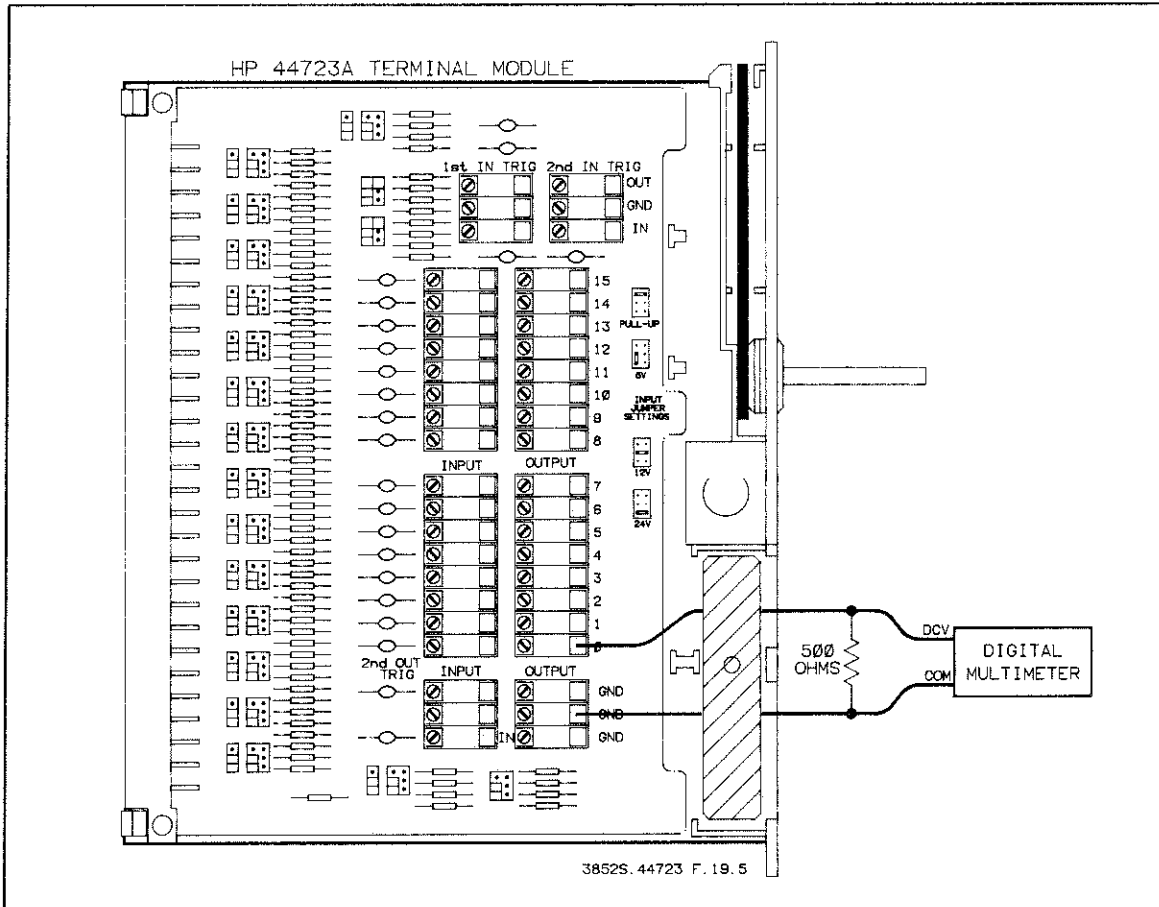 HP 44723A TERMINAL MODULE
1st IN TRIG 2nd IN TRIG
OUT
GND
IN
15
14
13
12
11
10
9
8
PULL-UP
6V
INPUT
JUMPER
SETTINGS
12V
24V
INPUT OUTPUT
7
6
5
4
3
2
1
0
2nd OUT
TRIG
INPUT OUTPUT
GND
GND
IN GND
500
OHMS
DCV
COM
DIGITAL
MULTIMETER
3852S.44723 F.19.5